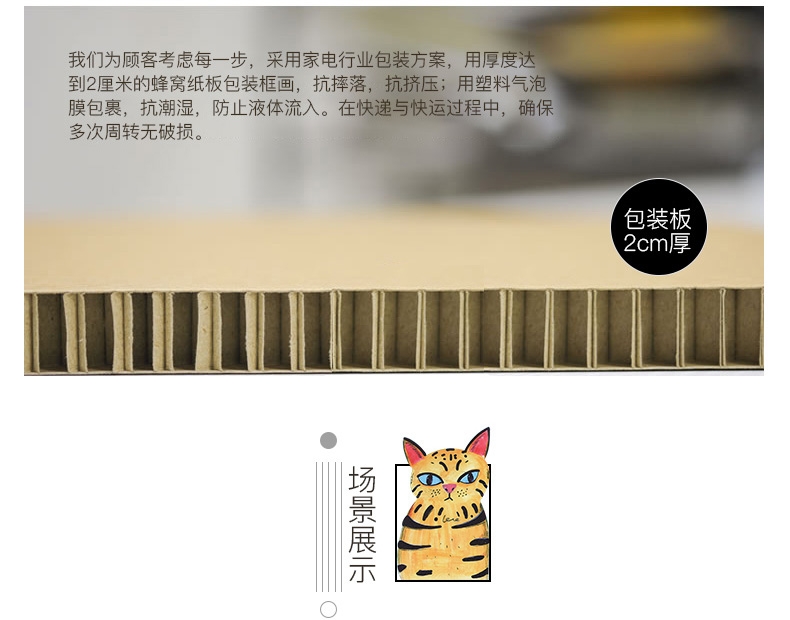 我们为顾客考虑每一步，采用家电行业包装方案，用厚度达
到2厘米的蜂窝纸板包装框画，抗摔落，抗挤压；用塑料气泡
膜包裹，抗潮湿，防止液体流入。在快递与快运过程中，确保
多次周转无破损。
包装板
2cm厚
场景展示